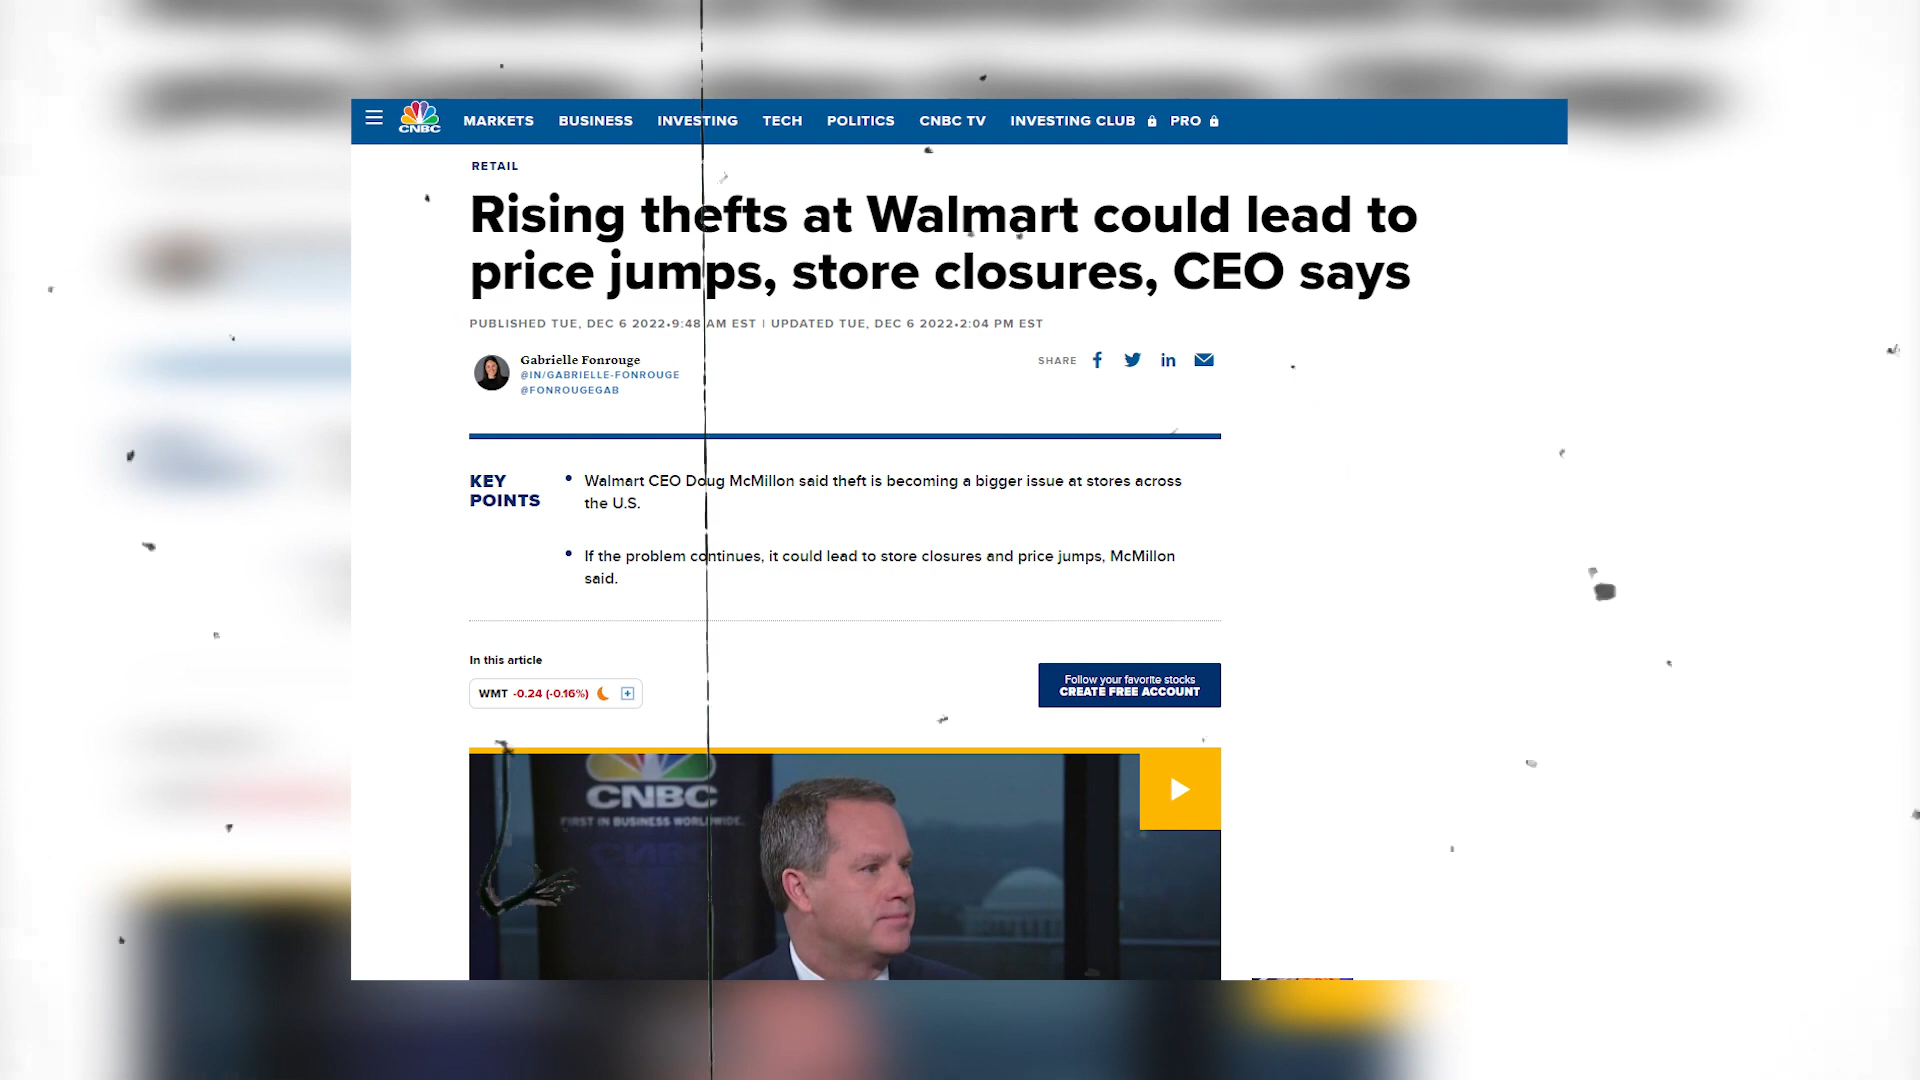 CNBC
MARKETS BUSINESS INVESTING TECH POLITICS CNBC TV INVESTING CLUB PRO
RETAIL
Rising thefts at Walmart could lead to
price jumps, store closures, CEO says
PUBLISHED TUE, DEC 6 2022•9:48 AM EST | UPDATED TUE, DEC 6 2022•2:04 PM EST
Gabrielle Fonrouge
@IN/GABRIELLE-FONROUGE
@FONROUGEGAB
SHARE
KEY
POINTS
• Walmart CEO Doug McMillon said theft is becoming a bigger issue at stores across
the U.S.
• If the problem continues, it could lead to store closures and price jumps, McMillon
said.
In this article
WMT -0.24 (-0.16%)
Follow your favorite stocks
CREATE FREE ACCOUNT
CNBC
FIRST IN BUSINESS WORLDWIDE.